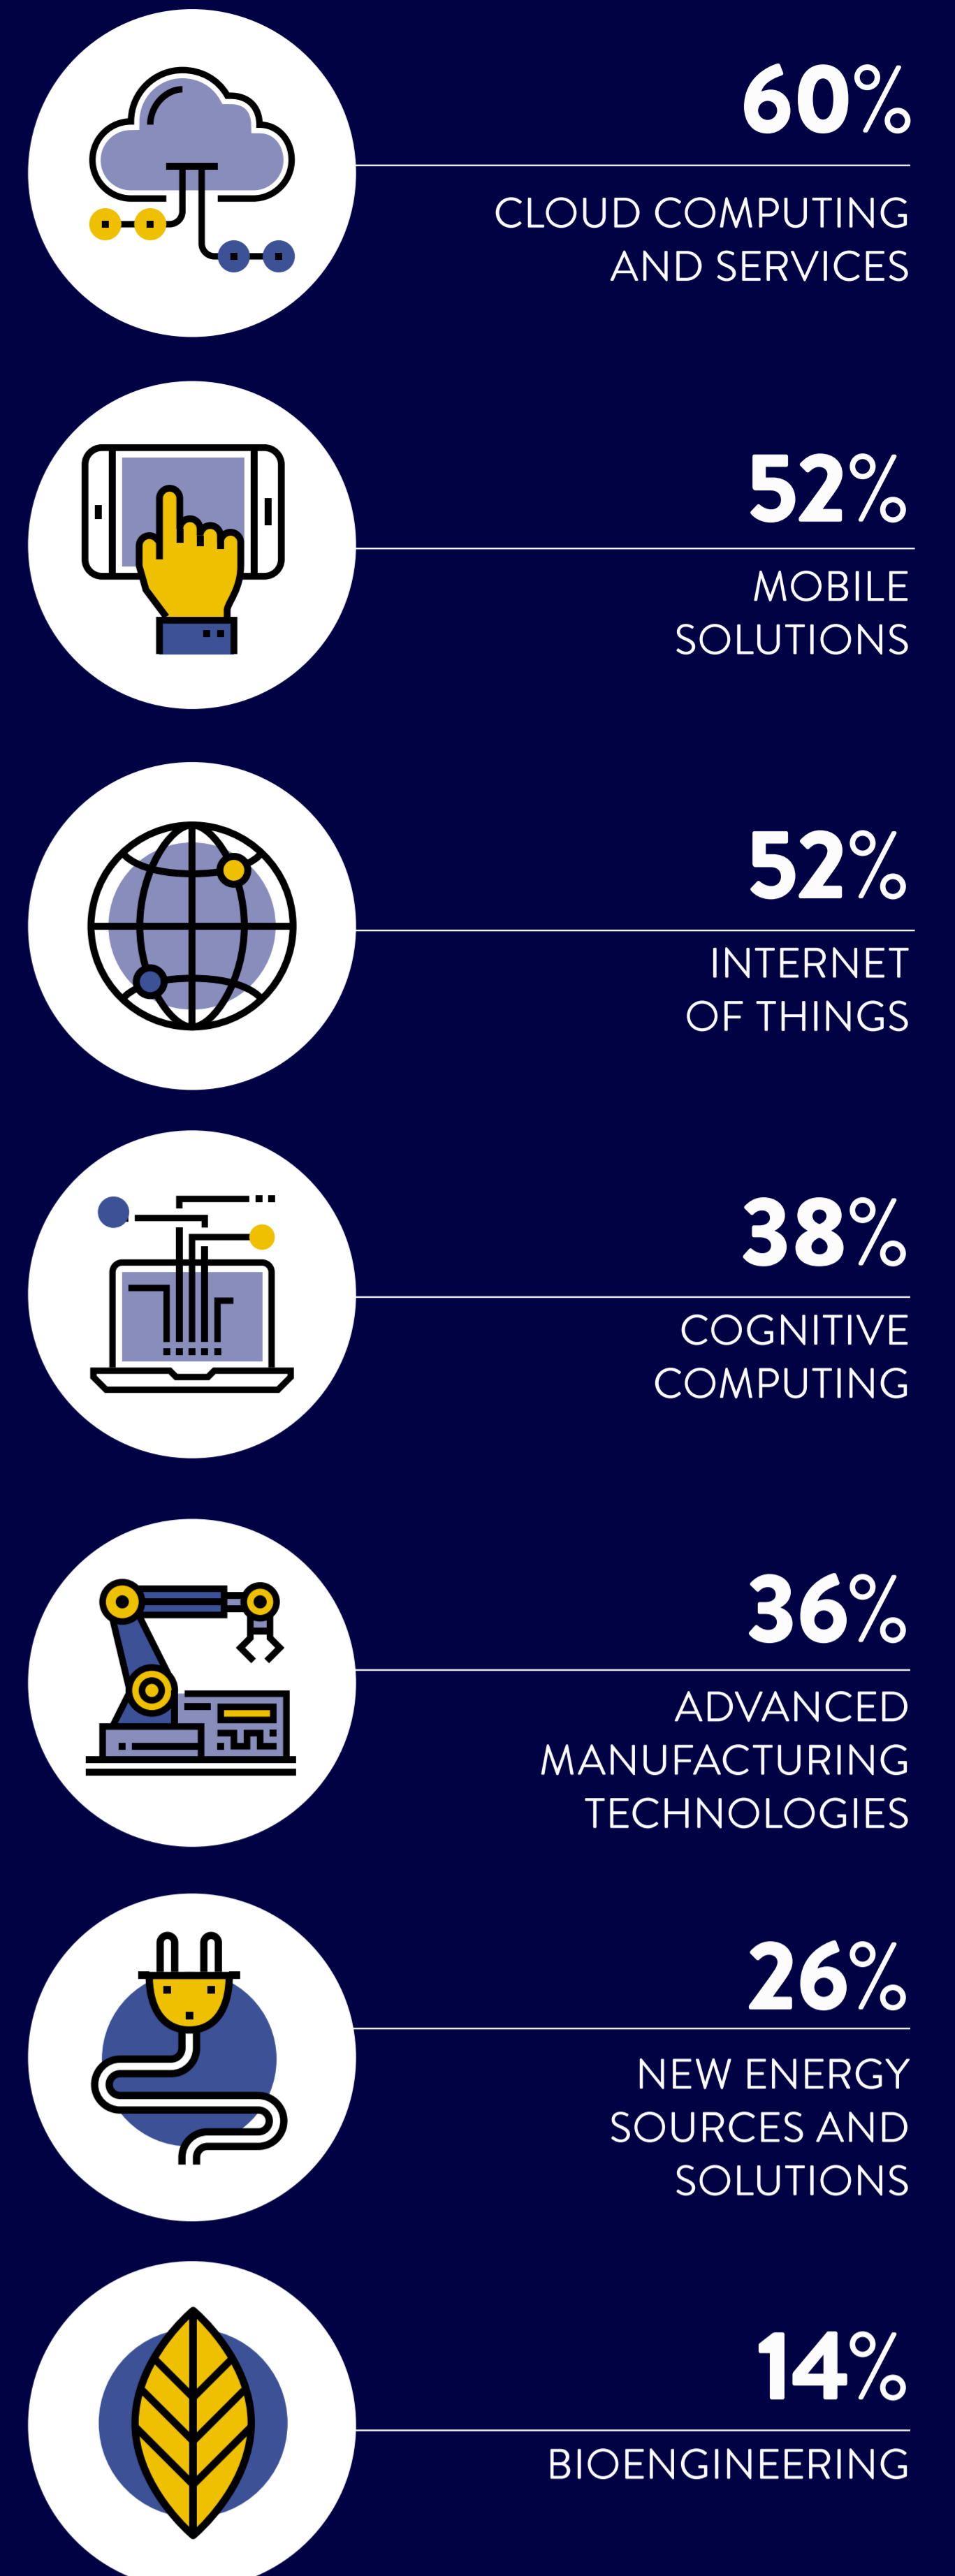 60%
CLOUD COMPUTING
AND SERVICES
52%
MOBILE
SOLUTIONS
52%
INTERNET
OF THINGS
38%
COGNITIVE
COMPUTING
36%
ADVANCED
MANUFACTURING
TECHNOLOGIES
26%
NEW ENERGY
SOURCES AND
SOLUTIONS
14%
BIOENGINEERING